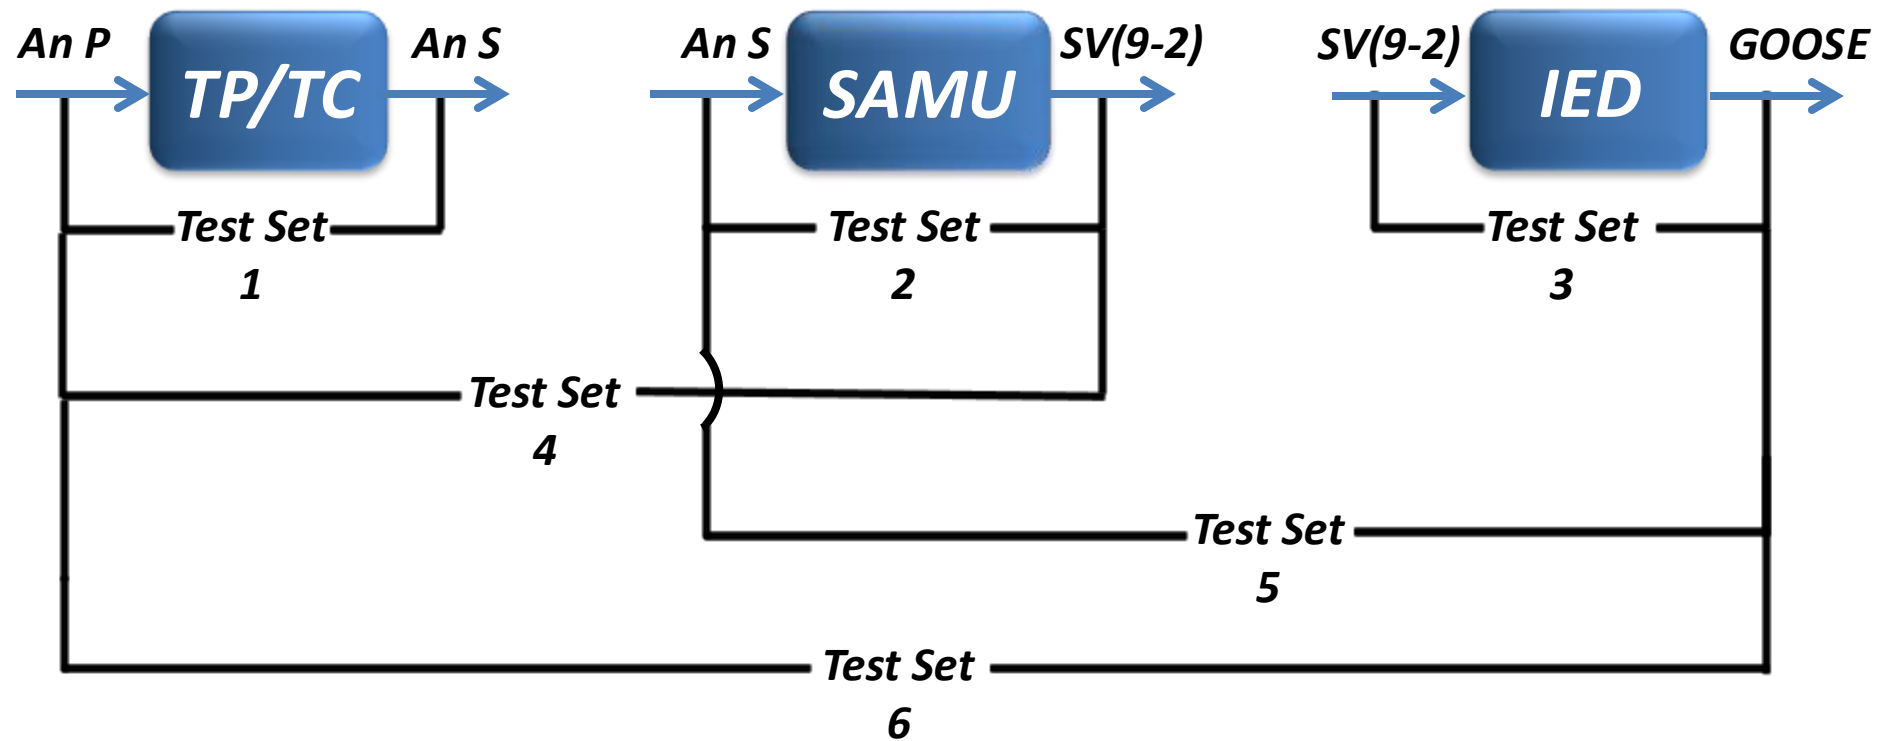 An P
TP/TC
An S
An S
SAMU
SV(9-2)
SV(9-2)
IED
GOOSE
Test Set
1
Test Set
2
Test Set
3
Test Set
4
Test Set
5
Test Set
6